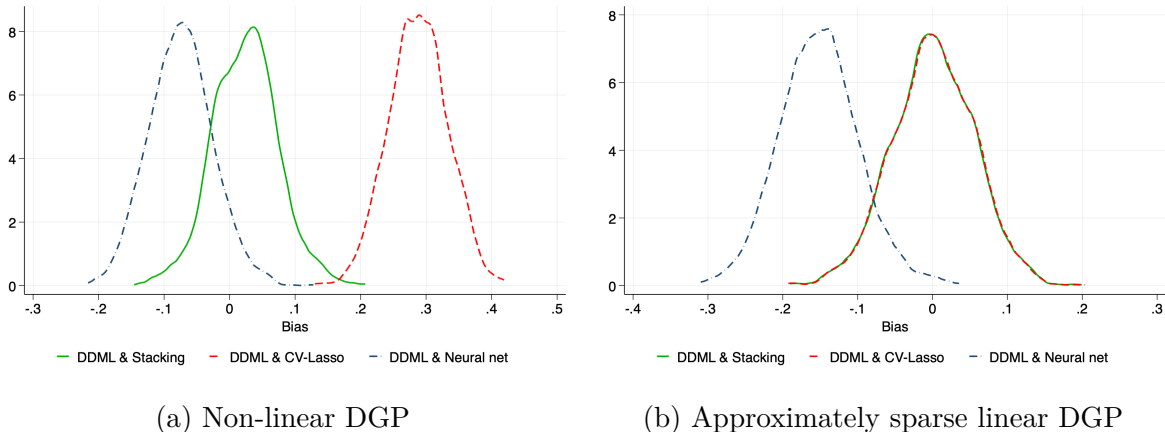 8
6
4
2
0
-.3 -.2 -.1 0 .1 .2 .3 .4 .5
Bias
DDML & Stacking DDML & CV-Lasso DDML & Neural net
(a) Non-linear DGP
8
6
4
2
0
-.4 -.3 -.2 -.1 0 .1 .2 .3
Bias
DDML & Stacking DDML & CV-Lasso DDML & Neural net
(b) Approximately sparse linear DGP